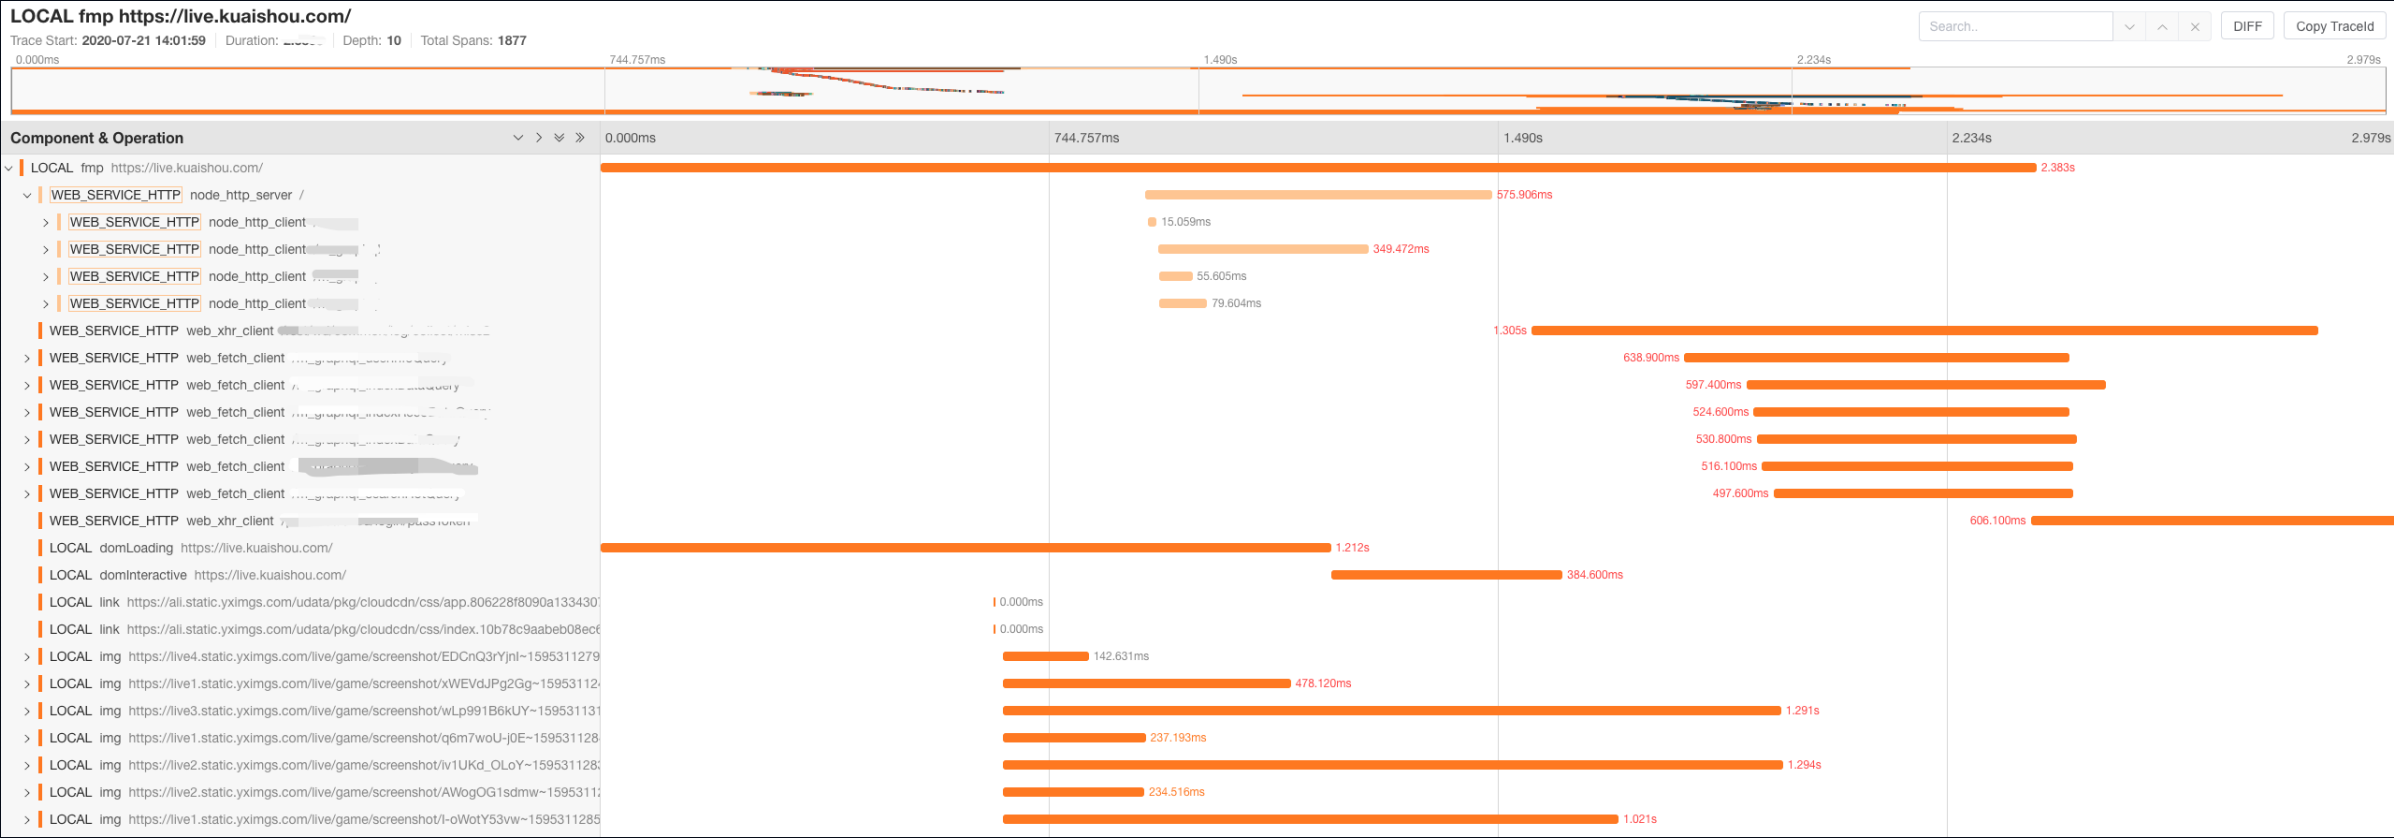 LOCAL fmp https://live.kuaishou.com/
Trace Start: 2020-07-21 14:01:59 Duration: Depth: 10 Total Spans: 1877
Search..
DIFF
Copy TraceId
0.000ms 744.757ms 1.490s 2.234s 2.979s
Component & Operation 0.000ms 744.757ms 1.490s 2.234s 2.979s
LOCAL fmp https://live.kuaishou.com/ 2.383s
WEB_SERVICE_HTTP node_http_server / 575.906ms
WEB_SERVICE_HTTP node_http_client 15.059ms
WEB_SERVICE_HTTP node_http_client 349.472ms
WEB_SERVICE_HTTP node_http_client 55.605ms
WEB_SERVICE_HTTP node_http_client 79.604ms
WEB_SERVICE_HTTP web_xhr_client 1.305s
WEB_SERVICE_HTTP web_fetch_client 638.900ms
WEB_SERVICE_HTTP web_fetch_client 597.400ms
WEB_SERVICE_HTTP web_fetch_client 524.600ms
WEB_SERVICE_HTTP web_fetch_client 530.800ms
WEB_SERVICE_HTTP web_fetch_client 516.100ms
WEB_SERVICE_HTTP web_fetch_client 497.600ms
WEB_SERVICE_HTTP web_xhr_client 606.100ms
LOCAL domLoading https://live.kuaishou.com/ 1.212s
LOCAL domInteractive https://live.kuaishou.com/ 384.600ms
LOCAL link https://ali.static.yximgs.com/udata/pkg/cloudcdn/css/app.806228f8090a133430 0.000ms
LOCAL link https://ali.static.yximgs.com/udata/pkg/cloudcdn/css/index.10b78c9aabeb08ec 0.000ms
LOCAL img https://live4.static.yximgs.com/live/game/screenshot/EDCnQ3rYjnI~1595311279 142.631ms
LOCAL img https://live1.static.yximgs.com/live/game/screenshot/xWEVdJPg2Gg~15953112 478.120ms
LOCAL img https://live3.static.yximgs.com/live/game/screenshot/wLp991B6kUY~159531131 1.291s
LOCAL img https://live1.static.yximgs.com/live/game/screenshot/q6m7woU-j0E~159531128 237.193ms
LOCAL img https://live2.static.yximgs.com/live/game/screenshot/iv1UKd_OLoY~159531128 1.294s
LOCAL img https://live2.static.yximgs.com/live/game/screenshot/AWogOG1sdmw~15953112 234.516ms
LOCAL img https://live1.static.yximgs.com/live/game/screenshot/I-oWotY53vw~1595311285 1.021s